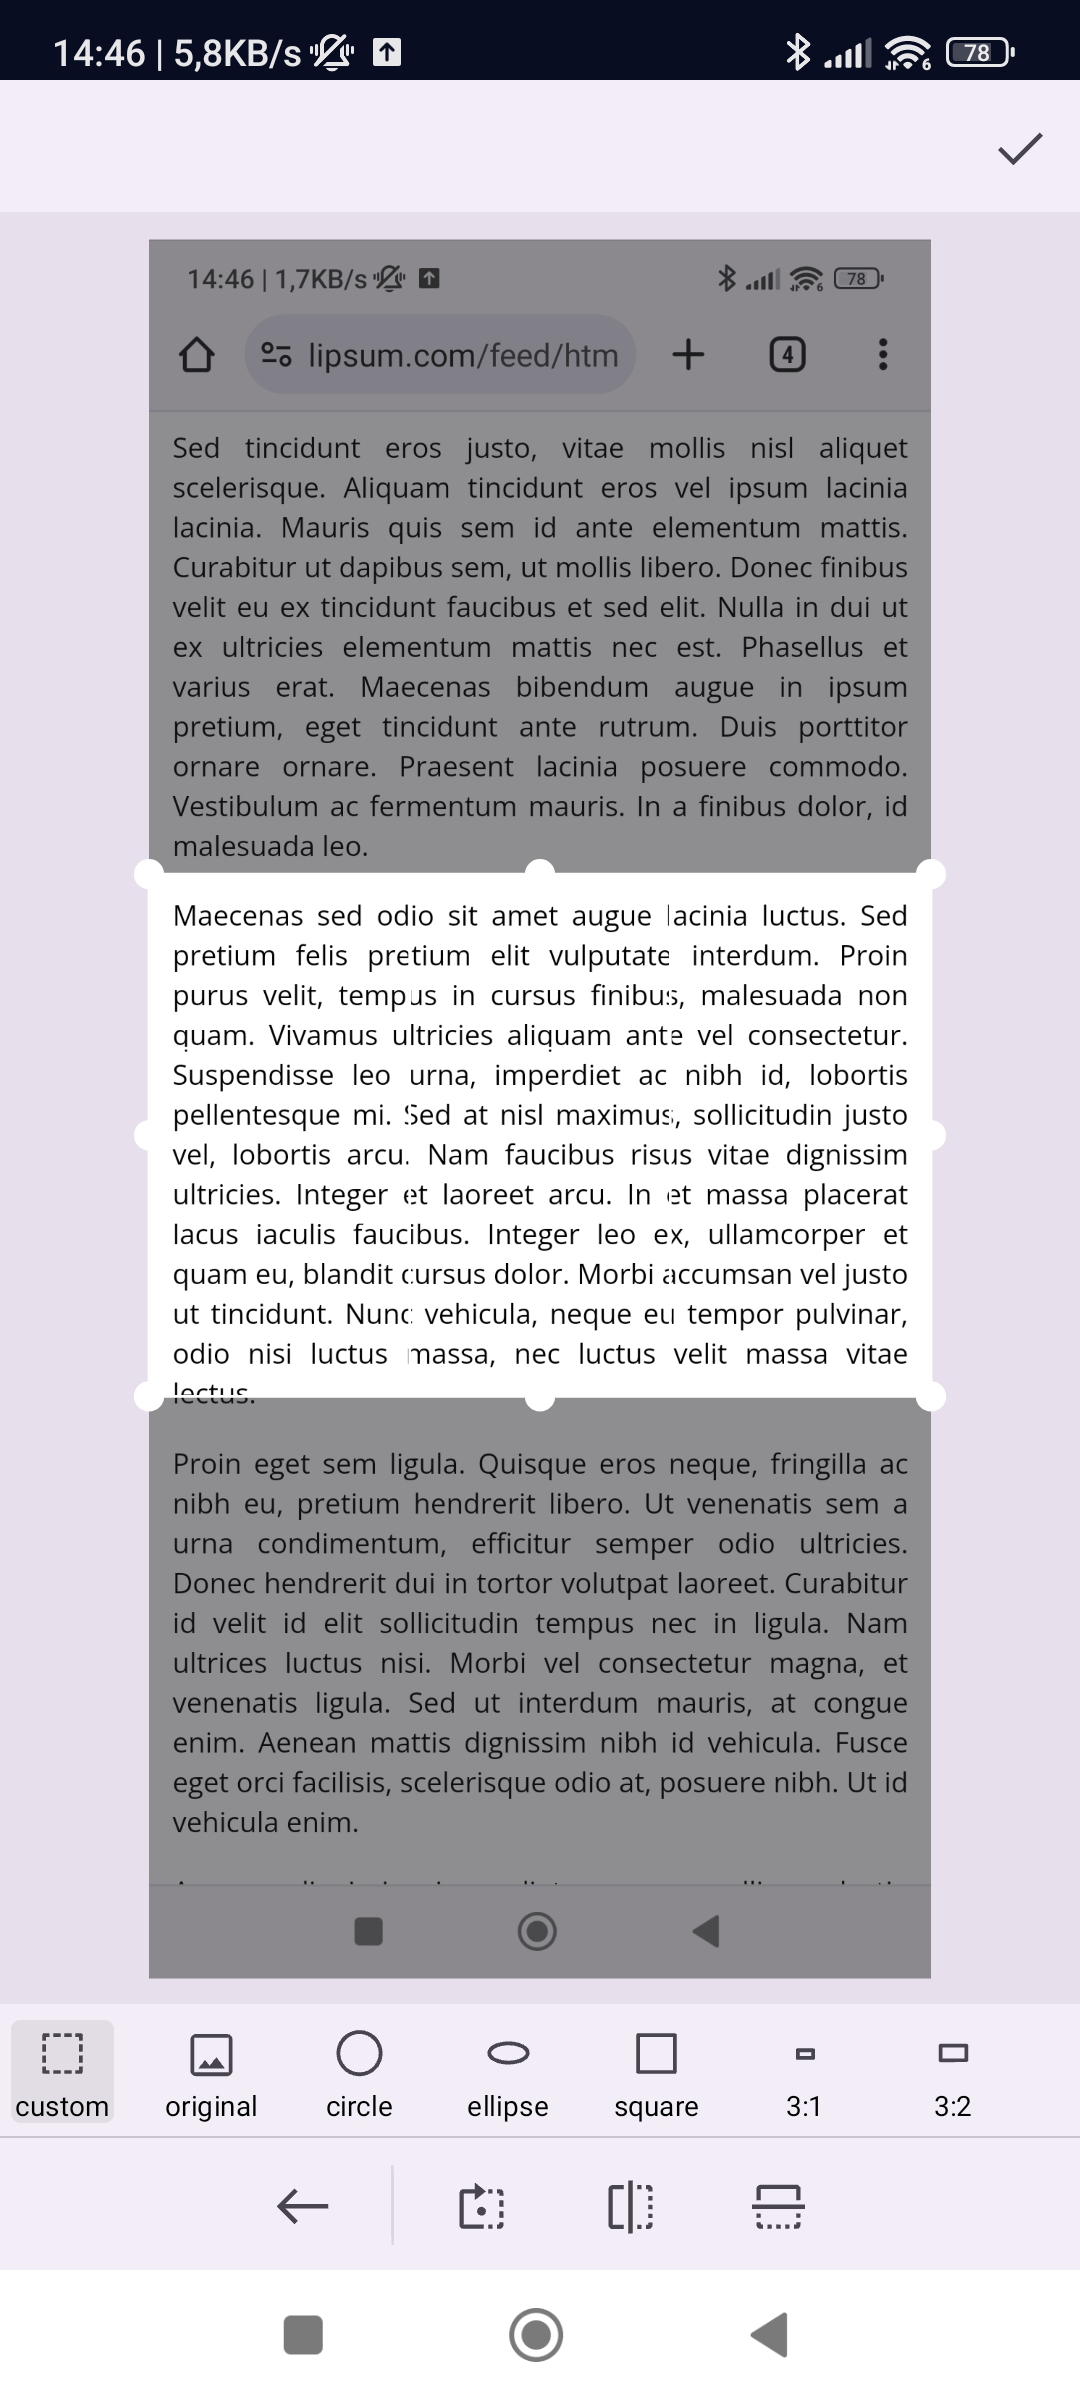 14:46 | 5,8KB/s
6
78
14:46 | 1,7KB/s
6
78
lipsum.com/feed/htm
4
Sed tincidunt eros justo, vitae mollis nisl aliquet
scelerisque. Aliquam tincidunt eros vel ipsum lacinia
lacinia. Mauris quis sem id ante elementum mattis.
Curabitur ut dapibus sem, ut mollis libero. Donec finibus
velit eu ex tincidunt faucibus et sed elit. Nulla in dui ut
ex ultricies elementum mattis nec est. Phasellus et
varius erat. Maecenas bibendum augue in ipsum
pretium, eget tincidunt ante rutrum. Duis porttitor
ornare ornare. Praesent lacinia posuere commodo.
Vestibulum ac fermentum mauris. In a finibus dolor, id
malesuada leo.
Maecenas sed odio sit amet augue lacinia luctus. Sed
pretium felis pretium elit vulputate interdum. Proin
purus velit, tempus in cursus finibus, malesuada non
quam. Vivamus ultricies aliquam ante vel consectetur.
Suspendisse leo urna, imperdiet ac nibh id, lobortis
pellentesque mi. Sed at nisl maximus, sollicitudin justo
vel, lobortis arcu. Nam faucibus risus vitae dignissim
ultricies. Integer et laoreet arcu. In et massa placerat
lacus iaculis faucibus. Integer leo ex, ullamcorper et
quam eu, blandit cursus dolor. Morbi accumsan vel justo
ut tincidunt. Nunc vehicula, neque eu tempor pulvinar,
odio nisi luctus massa, nec luctus velit massa vitae
lectus.
Proin eget sem ligula. Quisque eros neque, fringilla ac
nibh eu, pretium hendrerit libero. Ut venenatis sem a
urna condimentum, efficitur semper odio ultricies.
Donec hendrerit dui in tortor volutpat laoreet. Curabitur
id velit id elit sollicitudin tempus nec in ligula. Nam
ultrices luctus nisi. Morbi vel consectetur magna, et
venenatis ligula. Sed ut interdum mauris, at congue
enim. Aenean mattis dignissim nibh id vehicula. Fusce
eget orci facilisis, scelerisque odio at, posuere nibh. Ut id
vehicula enim.
custom original circle ellipse square 3:1 3:2